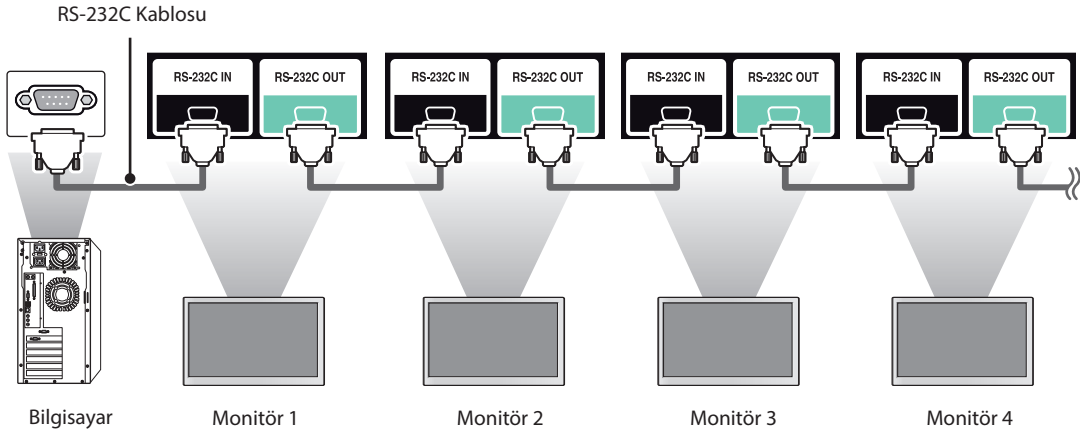 RS-232C Kablosu
RS-232C IN
RS-232C OUT
RS-232C IN
RS-232C OUT
RS-232C IN
RS-232C OUT
RS-232C IN
RS-232C OUT
Bilgisayar
Monitör 1
Monitör 2
Monitör 3
Monitör 4